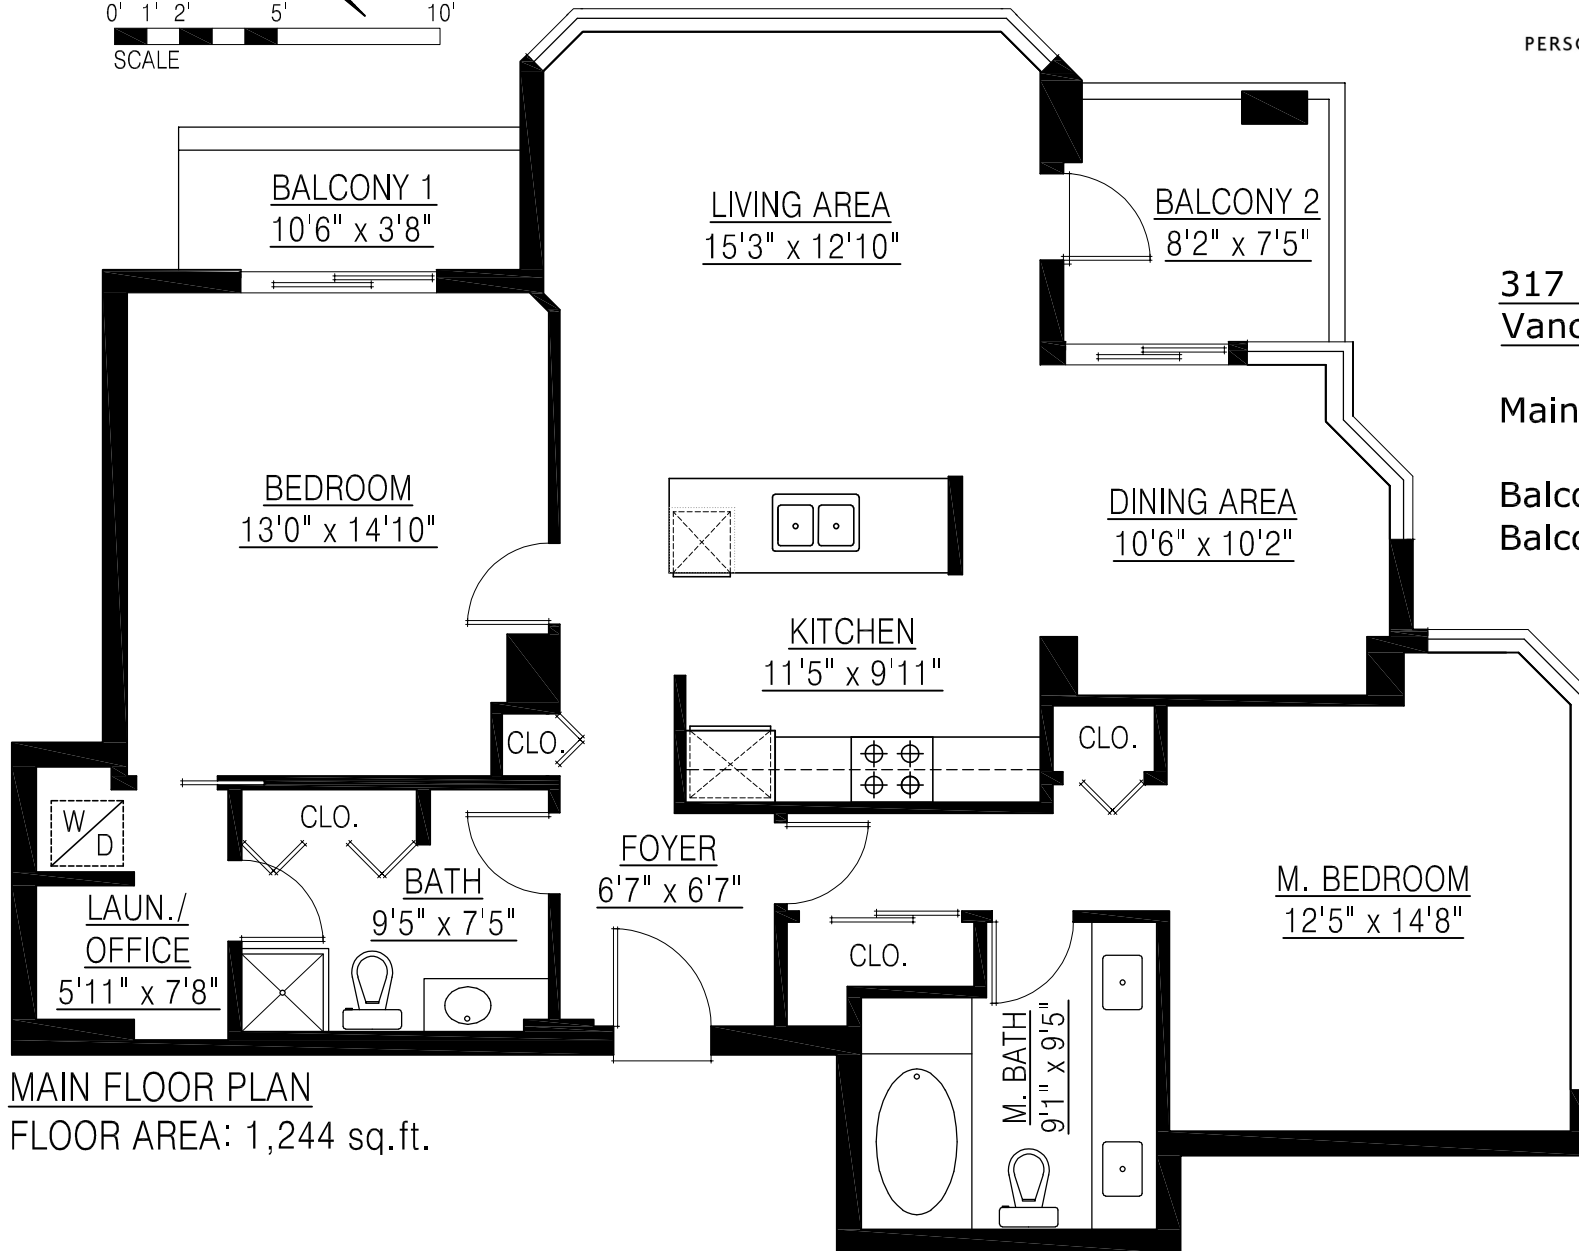 0' 1' 2' 5' 10'
SCALE
BALCONY 1
10'6" x 3'8"
LIVING AREA
15'3" x 12'10"
BALCONY 2
8'2" x 7'5"
317
Main
BEDROOM
13'0" x 14'10"
DINING AREA
10'6" x 10'2"
KITCHEN
11'5" x 9'11"
CLO.
CLO.
W/D
CLO.
BATH
9'5" x 7'5"
FOYER
6'7" x 6'7"
M. BEDROOM
12'5" x 14'8"
LAUN./
OFFICE
5'11" x 7'8"
CLO.
M. BATH
9'1" x 9'5"
MAIN FLOOR PLAN
FLOOR AREA: 1,244 sq.ft.